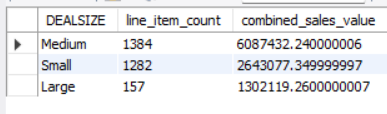 DEALSIZE line_item_count combined_sales_value
Medium 1384 6087432.240000006
Small 1282 2643077.349999997
Large 157 1302119.2600000007